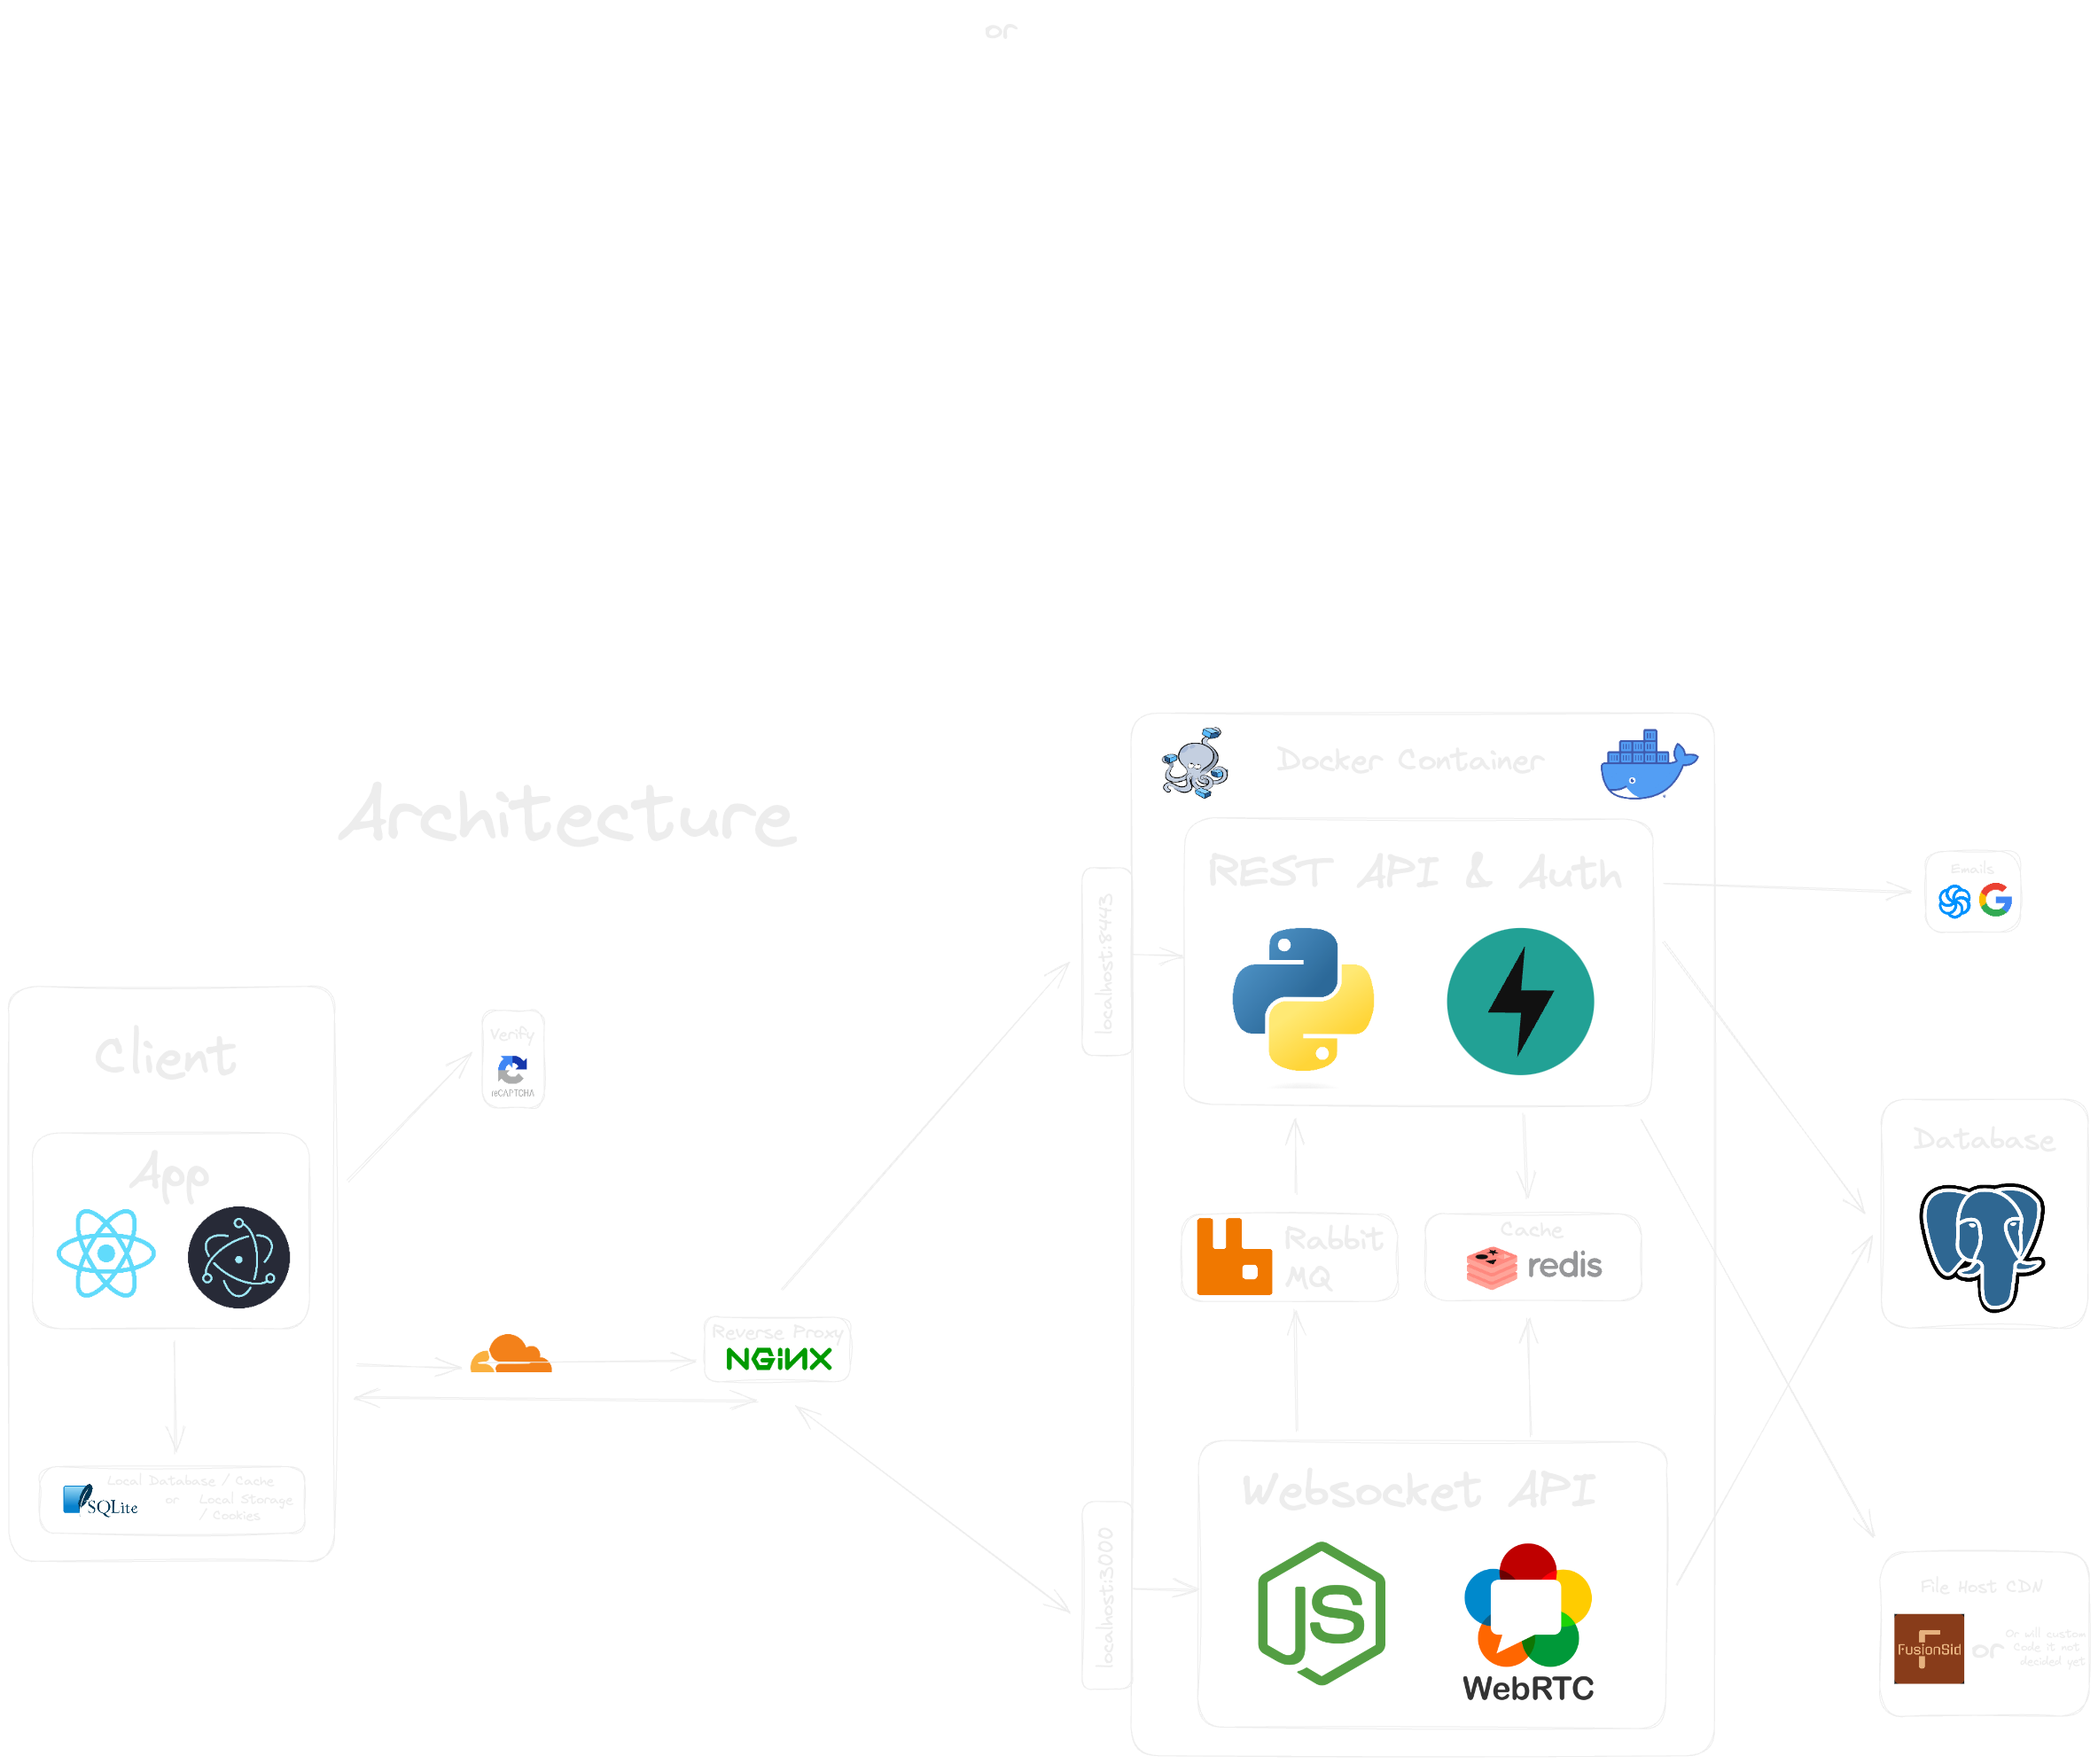 or
Architecture
Docker Container
REST API & Auth
localhost:8443
Emails
Client
Verify
reCAPTCHA
App
Database
Rabbit
MQ
Cache
redis
Reverse Proxy
NGiNX
Local Database / Cache
SQLite
or
Local Storage
/ Cookies
Websocket API
localhost:3000
JS
WebRTC
File Host CDN
FusionSid
or
Or will custom
Code it not
decided yet